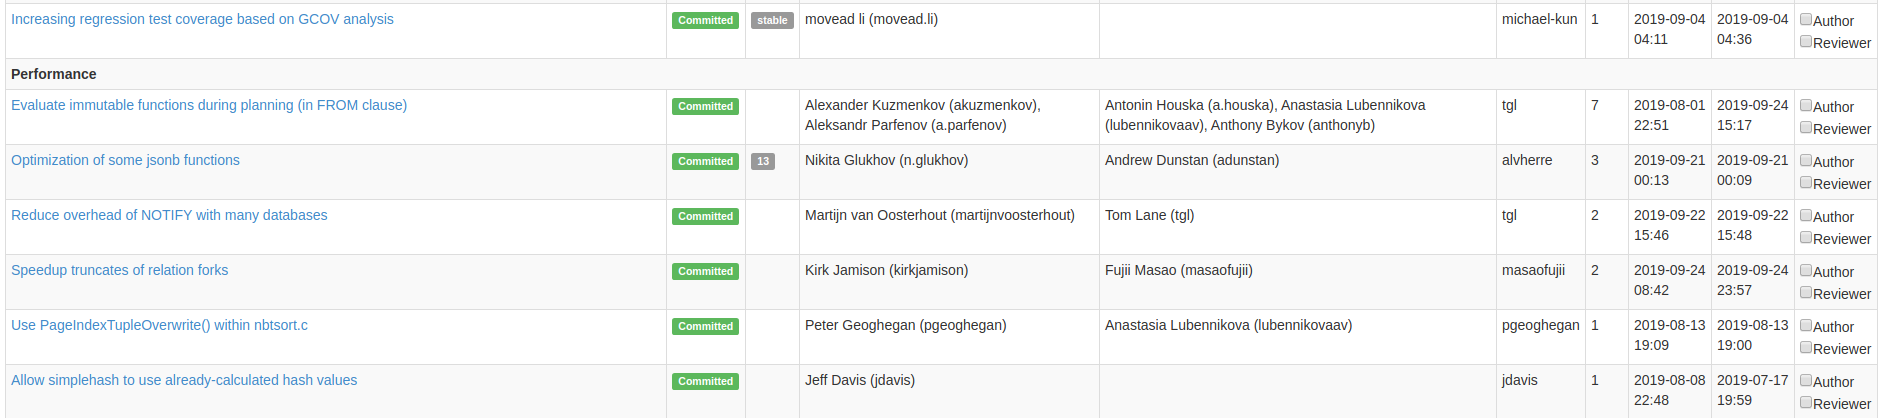 Increasing regression test coverage based on GCOV analysis Committed stable movead li (movead.li) michael-kun 1 2019-09-04 2019-09-04 Author
04:11 04:36 Reviewer
Performance
Evaluate immutable functions during planning (in FROM clause) Committed Alexander Kuzmenkov (akuzmenkov), Antonin Houska (a.houska), Anastasia Lubennikova tgl 7 2019-08-01 2019-09-24 Author
Aleksandr Parfenov (a.parfenov) (lubennikovaav), Anthony Bykov (anthonyb) 22:51 15:17 Reviewer
Optimization of some jsonb functions Committed 13 Nikita Glukhov (n.glukhov) Andrew Dunstan (adunstan) alvherre 3 2019-09-21 2019-09-21 Author
00:13 00:09 Reviewer
Reduce overhead of NOTIFY with many databases Committed Martijn van Oosterhout (martijnvoosterhout) Tom Lane (tgl) tgl 2 2019-09-22 2019-09-22 Author
15:46 15:48 Reviewer
Speedup truncates of relation forks Committed Kirk Jamison (kirkjamison) Fujii Masao (masaofujii) masaofujii 2 2019-09-24 2019-09-24 Author
08:42 23:57 Reviewer
Use PageIndexTupleOverwrite() within nbtsort.c Committed Peter Geoghegan (pgeoghegan) Anastasia Lubennikova (lubennikovaav) pgeoghegan 1 2019-08-13 2019-08-13 Author
19:09 19:00 Reviewer
Allow simplehash to use already-calculated hash values Committed Jeff Davis (jdavis) jdavis 1 2019-08-08 2019-07-17 Author
22:48 19:59 Reviewer